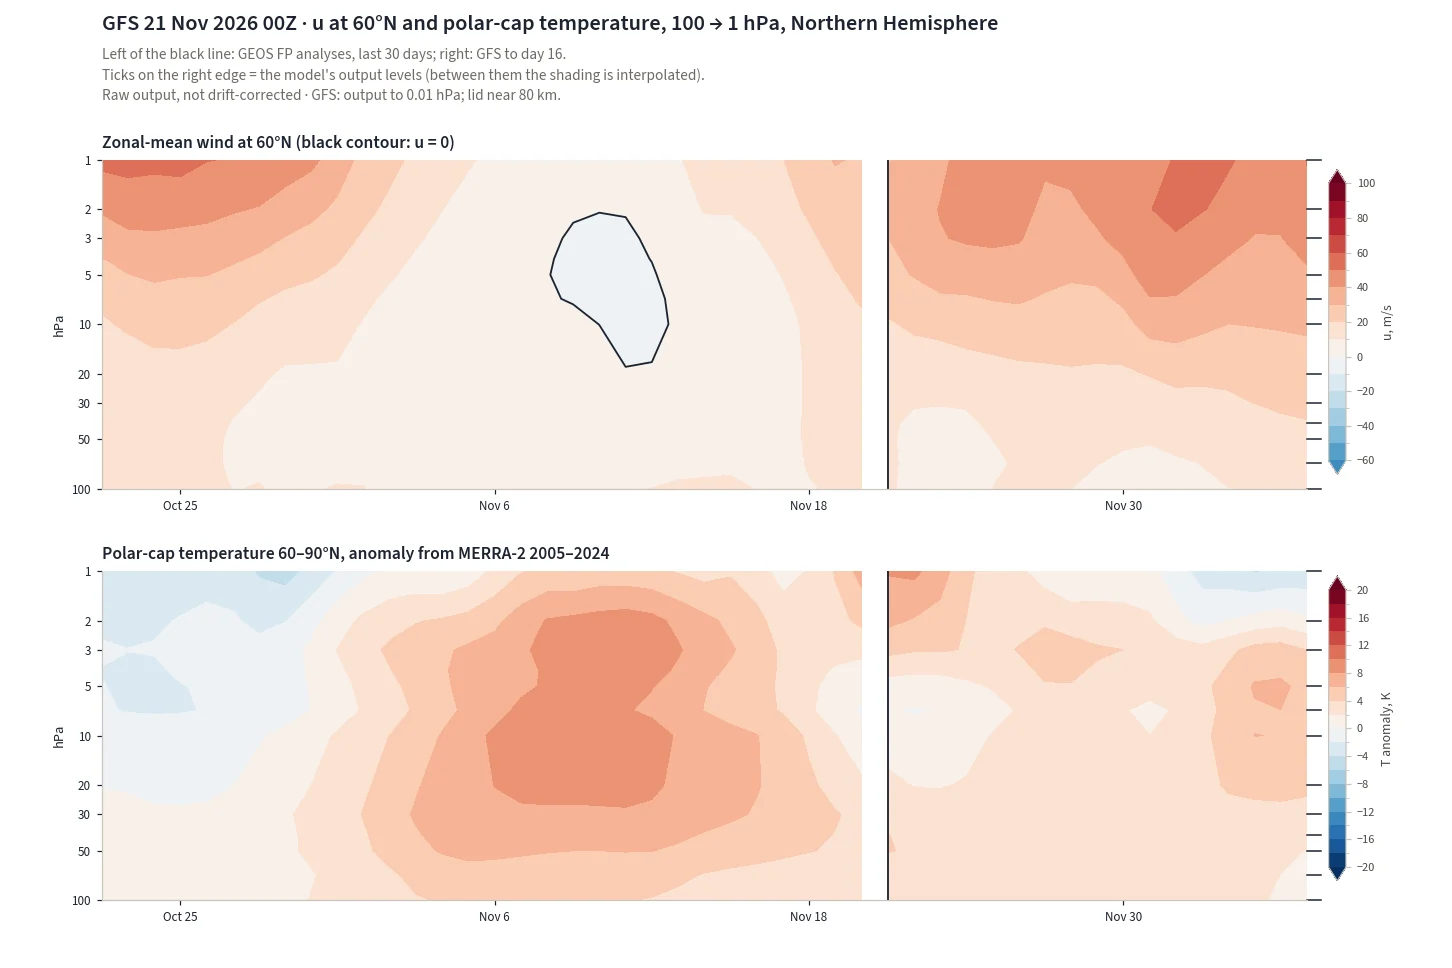 GFS 21 Nov 2026 00Z · u at 60°N and polar-cap temperature, 100 → 1 hPa, Northern Hemisphere
Left of the black line: GEOS FP analyses, last 30 days; right: GFS to day 16.
Ticks on the right edge = the model's output levels (between them the shading is interpolated).
Raw output, not drift-corrected · GFS: output to 0.01 hPa; lid near 80 km.
Zonal-mean wind at 60°N (black contour: u = 0)
1
2
3
5
10
20
30
50
100
hPa
Oct 25
Nov 6
Nov 18
Nov 30
100
80
60
40
20
0
−20
−40
−60
u, m/s
Polar-cap temperature 60–90°N, anomaly from MERRA-2 2005–2024
1
2
3
5
10
20
30
50
100
hPa
Oct 25
Nov 6
Nov 18
Nov 30
20
16
12
8
4
0
−4
−8
−12
−16
−20
T anomaly, K